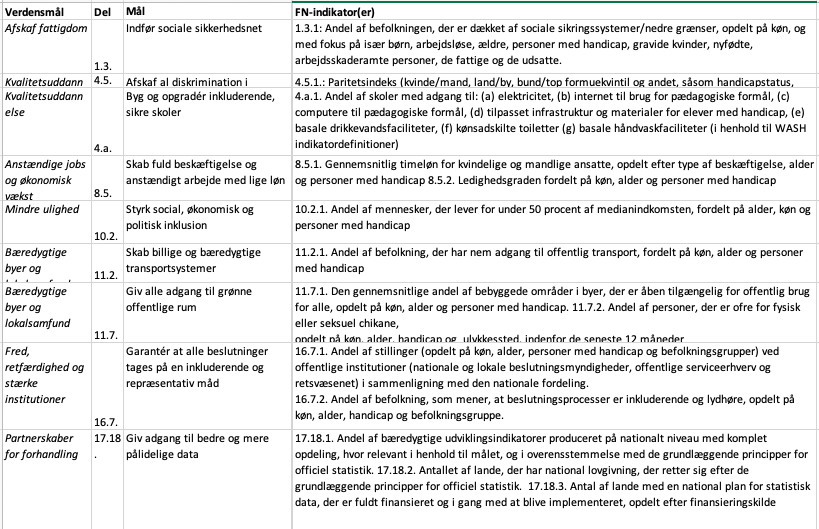 Verdensmål Del Mål FN-indikator(er)
Afskaf fattigdom 1.3. Indfør sociale sikkerhedsnet 1.3.1: Andel af befolkningen, der er dækket af sociale sikringssystemer/nedre grænser, opdelt på køn, og
med fokus på især børn, arbejdsløse, ældre, personer med handicap, gravide kvinder, nyfødte,
arbejdsskaderamte personer, de fattige og de udsatte.
Kvalitetsuddann 4.5. Afskaf al diskrimination i 4.5.1.: Paritetsindeks (kvinde/mand, land/by, bund/top formuekvintil og andet, såsom handicapstatus,
Kvalitetsuddann
else
4.a.
Byg og opgradér inkluderende,
sikre skoler
4.a.1. Andel af skoler med adgang til: (a) elektricitet, (b) internet til brug for pædagogiske formål, (c)
computere til pædagogiske formål, (d) tilpasset infrastruktur og materialer for elever med handicap, (e)
basale drikkevandsfaciliteter, (f) kønsadskilte toiletter (g) basale håndvaskfaciliteter (i henhold til WASH
indikatordefinitioner)
Anstændige jobs
og økonomisk
vækst
8.5.
Skab fuld beskæftigelse og
anstændigt arbejde med lige løn
8.5.1. Gennemsnitlig timeløn for kvindelige og mandlige ansatte, opdelt efter type af beskæftigelse, alder
og personer med handicap 8.5.2. Ledighedsgraden fordelt på køn, alder og personer med handicap
Mindre ulighed
10.2.
Styrk social, økonomisk og
politisk inklusion
10.2.1. Andel af mennesker, der lever for under 50 procent af medianindkomsten, fordelt på alder, køn og
personer med handicap
Bæredygtige
byer og
11.2.
Skab billige og bæredygtige
transportsystemer
11.2.1. Andel af befolkning, der har nem adgang til offentlig transport, fordelt på køn, alder og personer
med handicap
Bæredygtige
byer og
lokalsamfund
11.7.
Giv alle adgang til grønne
offentlige rum
11.7.1. Den gennemsnitlige andel af bebyggede områder i byer, der er åben tilgængelig for offentlig brug
for alle, opdelt på køn, alder og personer med handicap. 11.7.2. Andel af personer, der er ofre for fysisk
eller seksuel chikane,
opdelt på køn, alder, handicap og ulykkessted, indenfor de seneste 12 måneder
Fred,
retfærdighed og
stærke
institutioner
16.7.
Garantér at alle beslutninger
tages på en inkluderende og
repræsentativ måd
16.7.1. Andel af stillinger (opdelt på køn, alder, personer med handicap og befolkningsgrupper) ved
offentlige institutioner (nationale og lokale beslutningsmyndigheder, offentlige serviceerhverv og
retsvæsenet) i sammenligning med den nationale fordeling.
16.7.2. Andel af befolkning, som mener, at beslutningsprocesser er inkluderende og lydhøre, opdelt på
køn, alder, handicap og befolkningsgruppe.
Partnerskaber
for forhandling
17.18
.
Giv adgang til bedre og mere
pålidelige data
17.18.1. Andel af bæredygtige udviklingsindikatorer produceret på nationalt niveau med komplet
opdeling, hvor relevant i henhold til målet, og i overensstemmelse med de grundlæggende principper for
officiel statistik. 17.18.2. Antallet af lande, der har national lovgivning, der retter sig efter de
grundlæggende principper for officiel statistik. 17.18.3. Antal af lande med en national plan for statistisk
data, der er fuldt finansieret og i gang med at blive implementeret, opdelt efter finansieringskilde